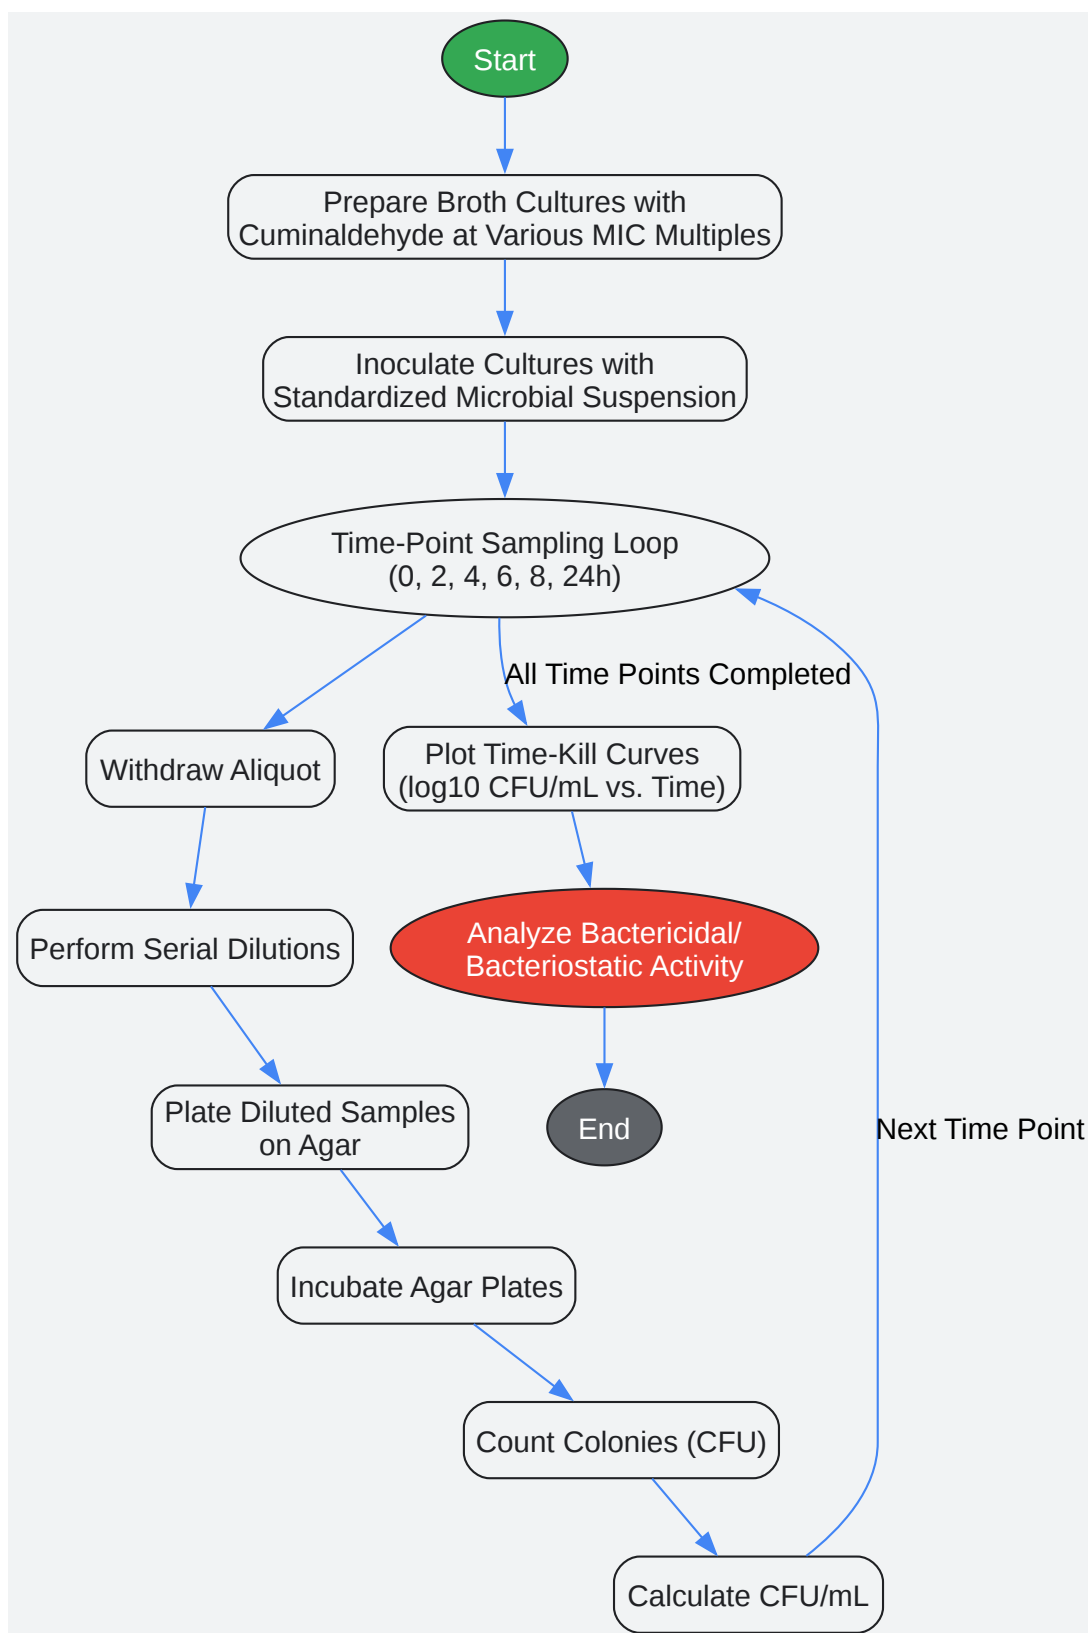 Start
Prepare Broth Cultures with
Cuminaldehyde at Various MIC Multiples
Inoculate Cultures with
Standardized Microbial Suspension
Time-Point Sampling Loop
(0, 2, 4, 6, 8, 24h)
All Time Points Completed
Withdraw Aliquot
Plot Time-Kill Curves
(log10 CFU/mL vs. Time)
Perform Serial Dilutions
Analyze Bactericidal/
Bacteriostatic Activity
Plate Diluted Samples
on Agar
End
Next Time Point
Incubate Agar Plates
Count Colonies (CFU)
Calculate CFU/mL